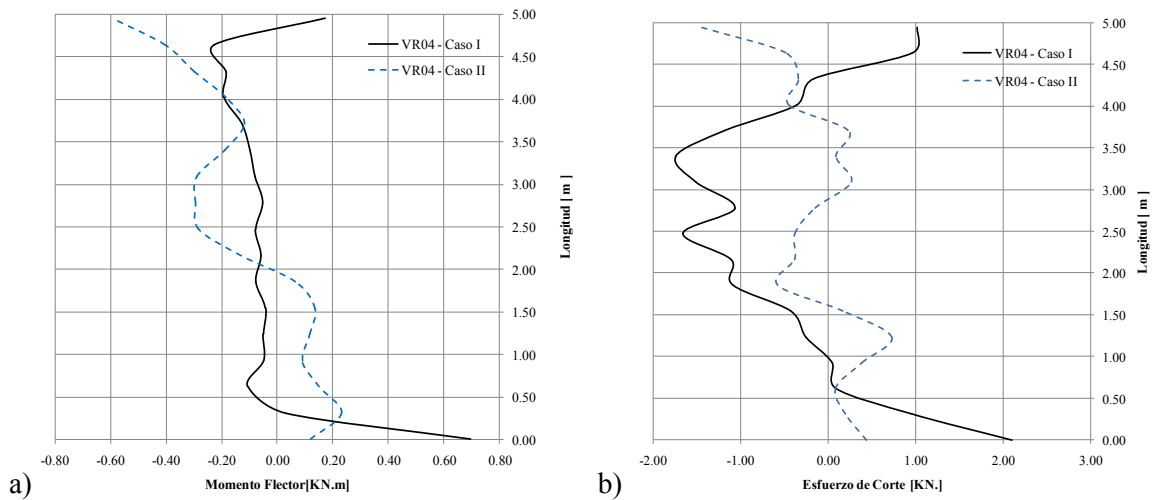 5.00
4.50
4.00
3.50
3.00
2.50
2.00
1.50
1.00
0.50
0.00
Longitud [ m ]
VR04 - Caso I
VR04 - Caso II
-0.80 -0.60 -0.40 -0.20 0.00 0.20 0.40 0.60 0.80
Momento Flector[KN.m]
a)
5.00
4.50
4.00
3.50
3.00
2.50
2.00
1.50
1.00
0.50
0.00
Longitud [ m ]
VR04 - Caso I
VR04 - Caso II
-2.00 -1.00 0.00 1.00 2.00 3.00
Esfuerzo de Corte [KN.]
b)